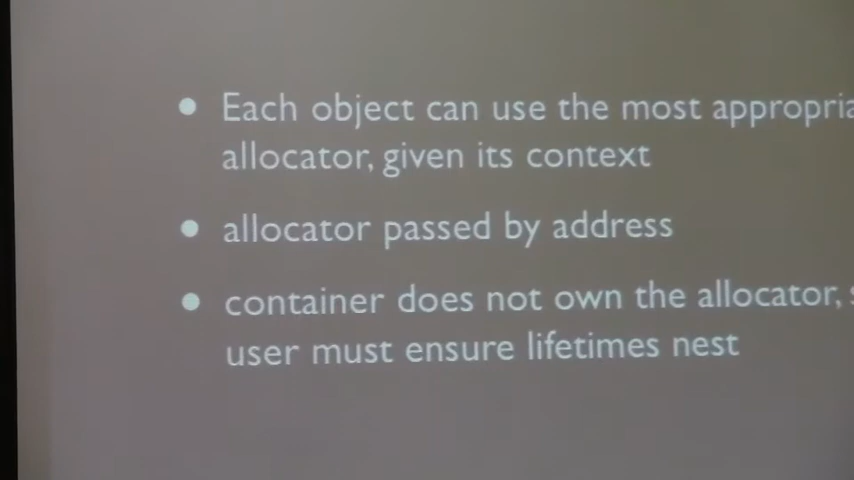 • Each object can use the most
allocator, given its context
• allocator passed by address
• container does not own the allocator,
user must ensure lifetimes nest